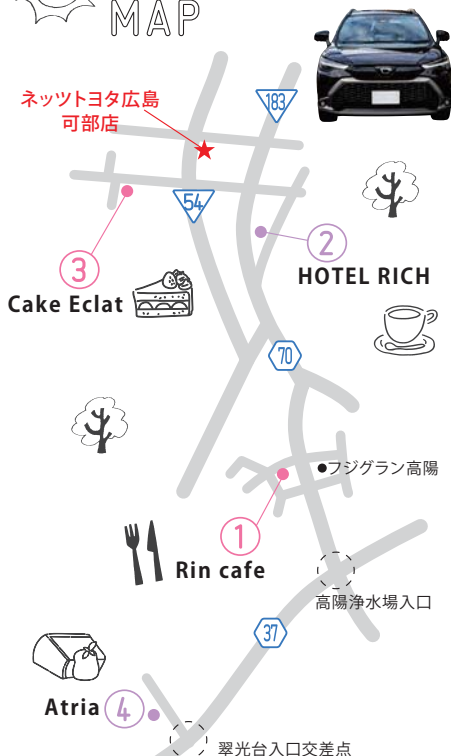 MAP
ネッツトヨタ広島
可部店
183
54
2
HOTEL RICH
3
Cake Eclat
70
フジグラン高陽
1
Rin cafe
高陽浄水場入口
37
Atria 4
翠光台入口交差点